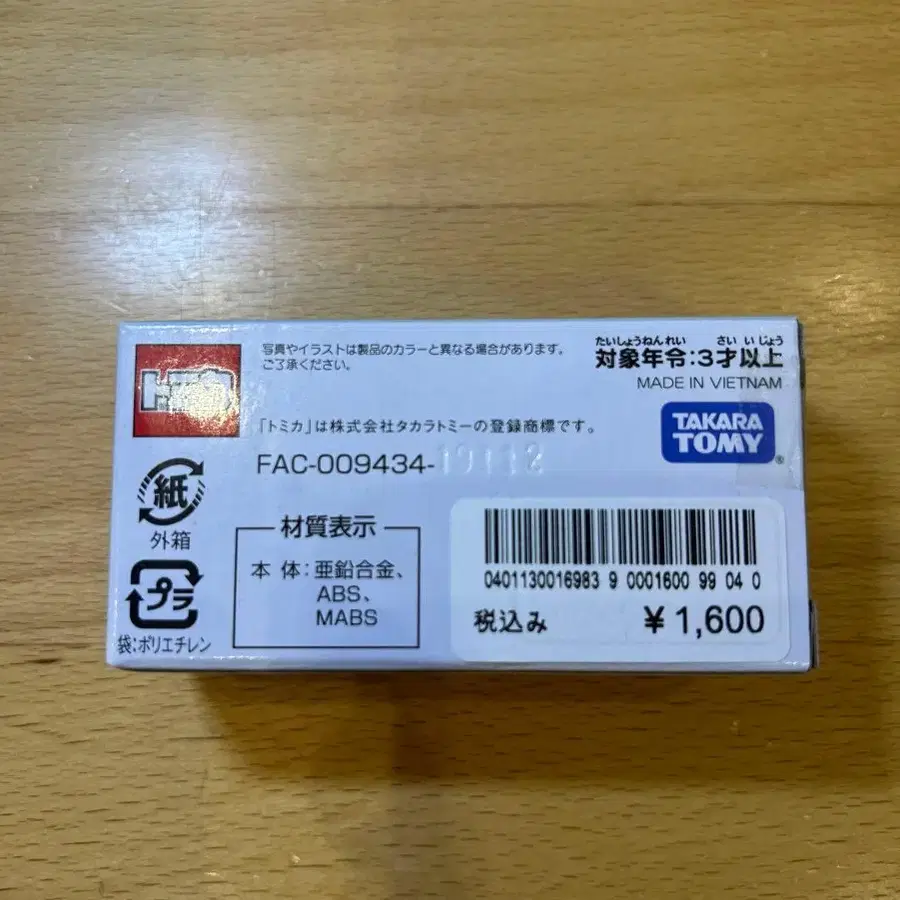 トミカ
写真やイラストは製品のカラーと異なる場合があります。
ご了承ください。
たいしょうねんれい さい いじょう
対象年令:3才以上
MADE IN VIETNAM
「トミカ」は株式会社タカラトミーの登録商標です。
TAKARA
TOMY®
FAC-009434-
紙
外箱
プラ
袋:ポリエチレン
材質表示
本体:亜鉛合金、
ABS、
MABS
0401130016983 9 0001600 99 04 0
税込み ¥1,600